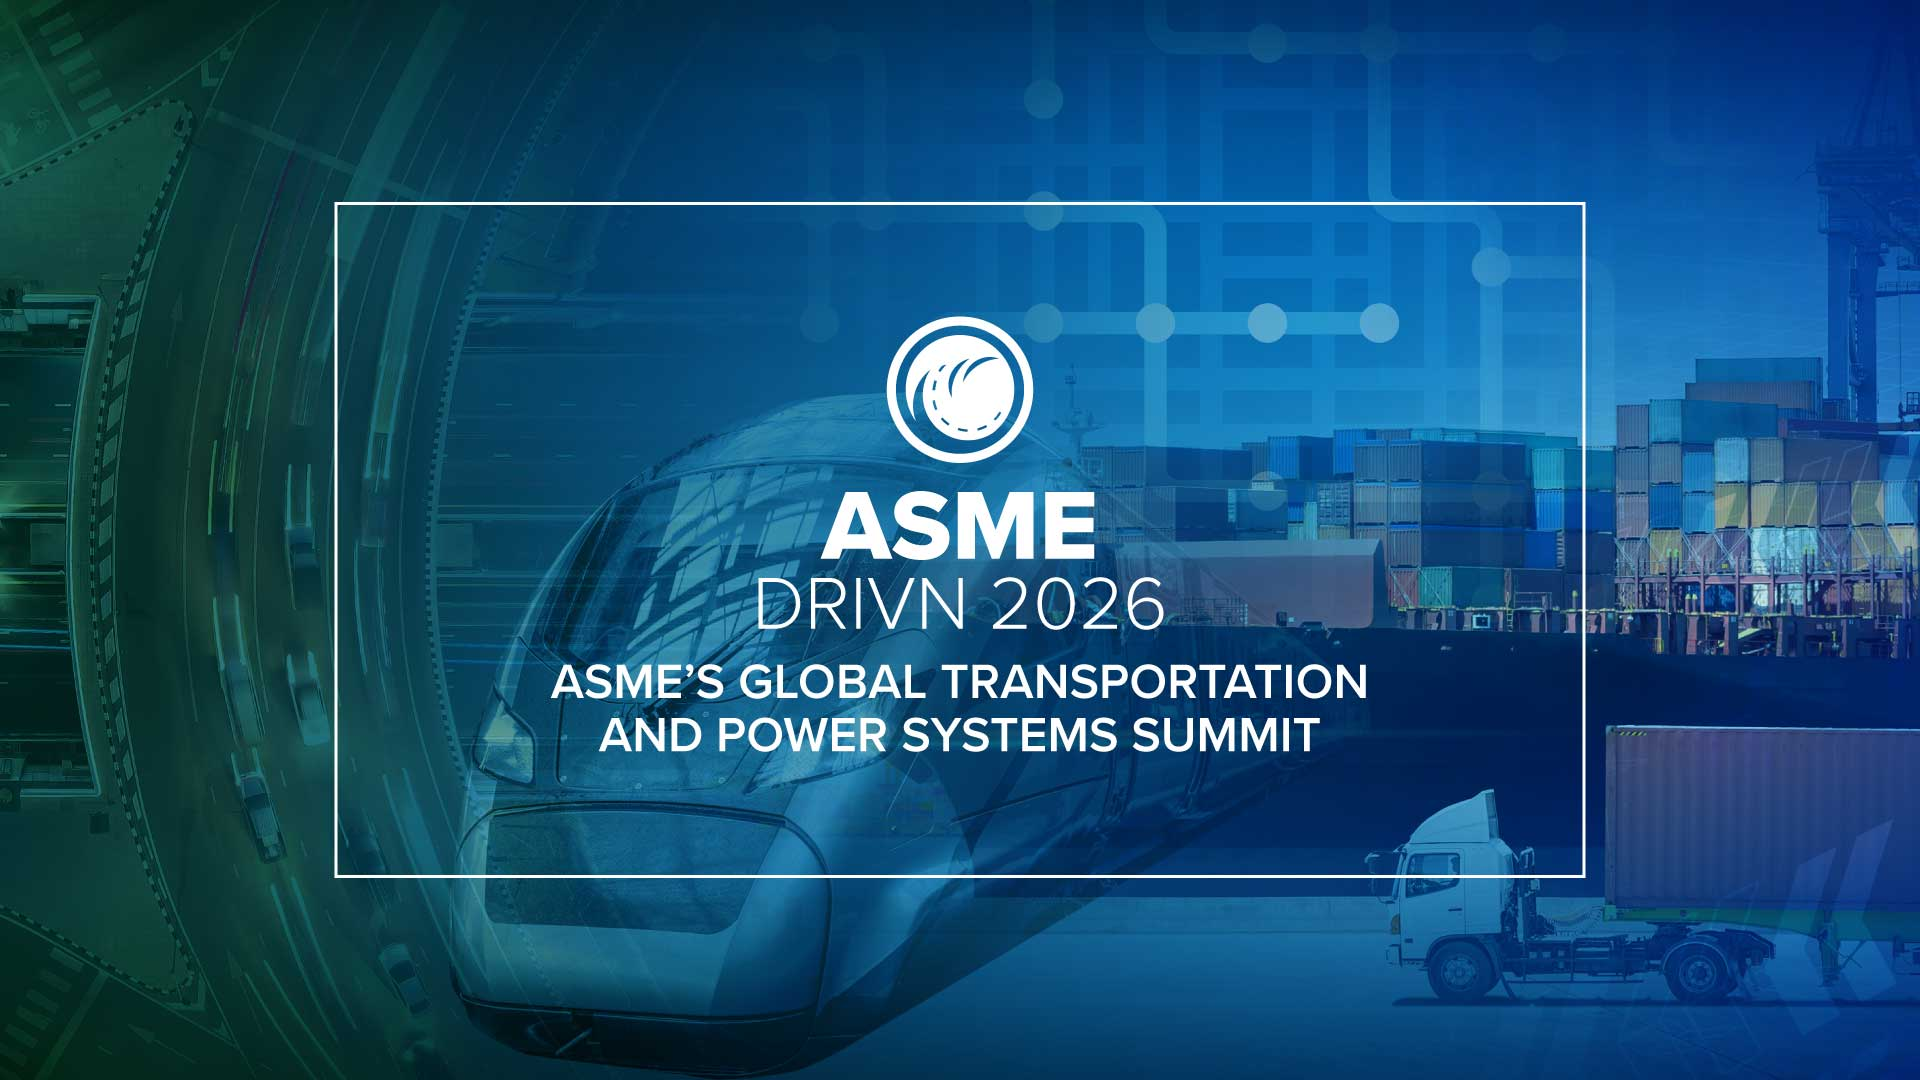 ASME
DRIVN 2026
ASME’S GLOBAL TRANSPORTATION
AND POWER SYSTEMS SUMMIT